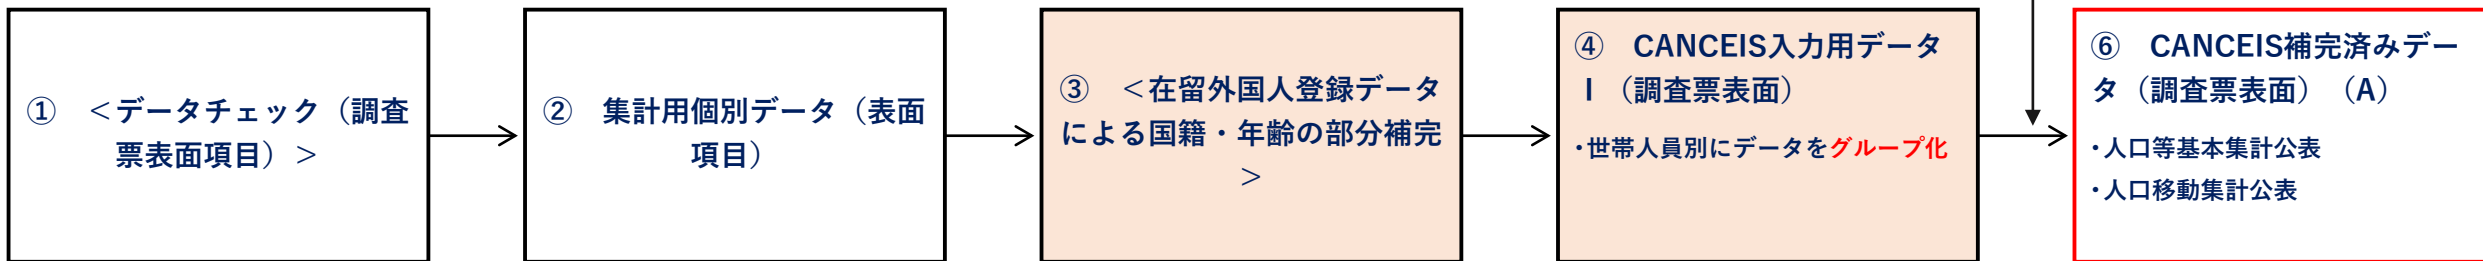 ① ＜データチェック（調査
票表面項目）＞
② 集計用個別データ（表面
項目）
③ ＜在留外国人登録データ
による国籍・年齢の部分補完
＞
④ CANCEIS入力用データ
Ⅰ（調査票表面）
・世帯人員別にデータをグループ化
⑥ CANCEIS補完済みデー
タ（調査票表面）（A）
・人口等基本集計公表
・人口移動集計公表